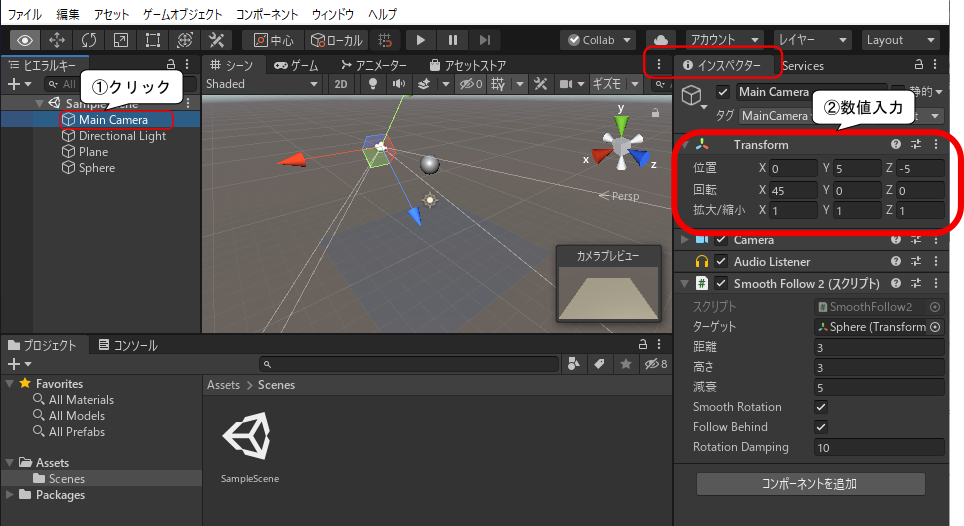 ファイル 編集 アセット ゲームオブジェクト コンポーネント ウィンドウ ヘルプ
中心 ローカル Collab アカウント レイヤー Layout
ヒエラルキー
All
①クリック
SampleScene
Main Camera
Directional Light
Plane
Sphere
シーン ゲーム アニメーター アセットストア
Shaded 2D 0 ギズモ
y
x
z
Persp
カメラプレビュー
インスペクター Services
Main Camera 静的
タグ MainCamera
②数値入力
Transform
位置 X 0 Y 5 Z -5
回転 X 45 Y 0 Z 0
拡大/縮小 X 1 Y 1 Z 1
Camera
Audio Listener
Smooth Follow 2 (スクリプト)
スクリプト SmoothFollow2
ターゲット Sphere (Transform
距離 3
高さ 3
減衰 5
Smooth Rotation
Follow Behind
Rotation Damping 10
コンポーネントを追加
プロジェクト コンソール
8
Favorites
All Materials
All Models
All Prefabs
Assets
Scenes
Packages
Assets > Scenes
SampleScene